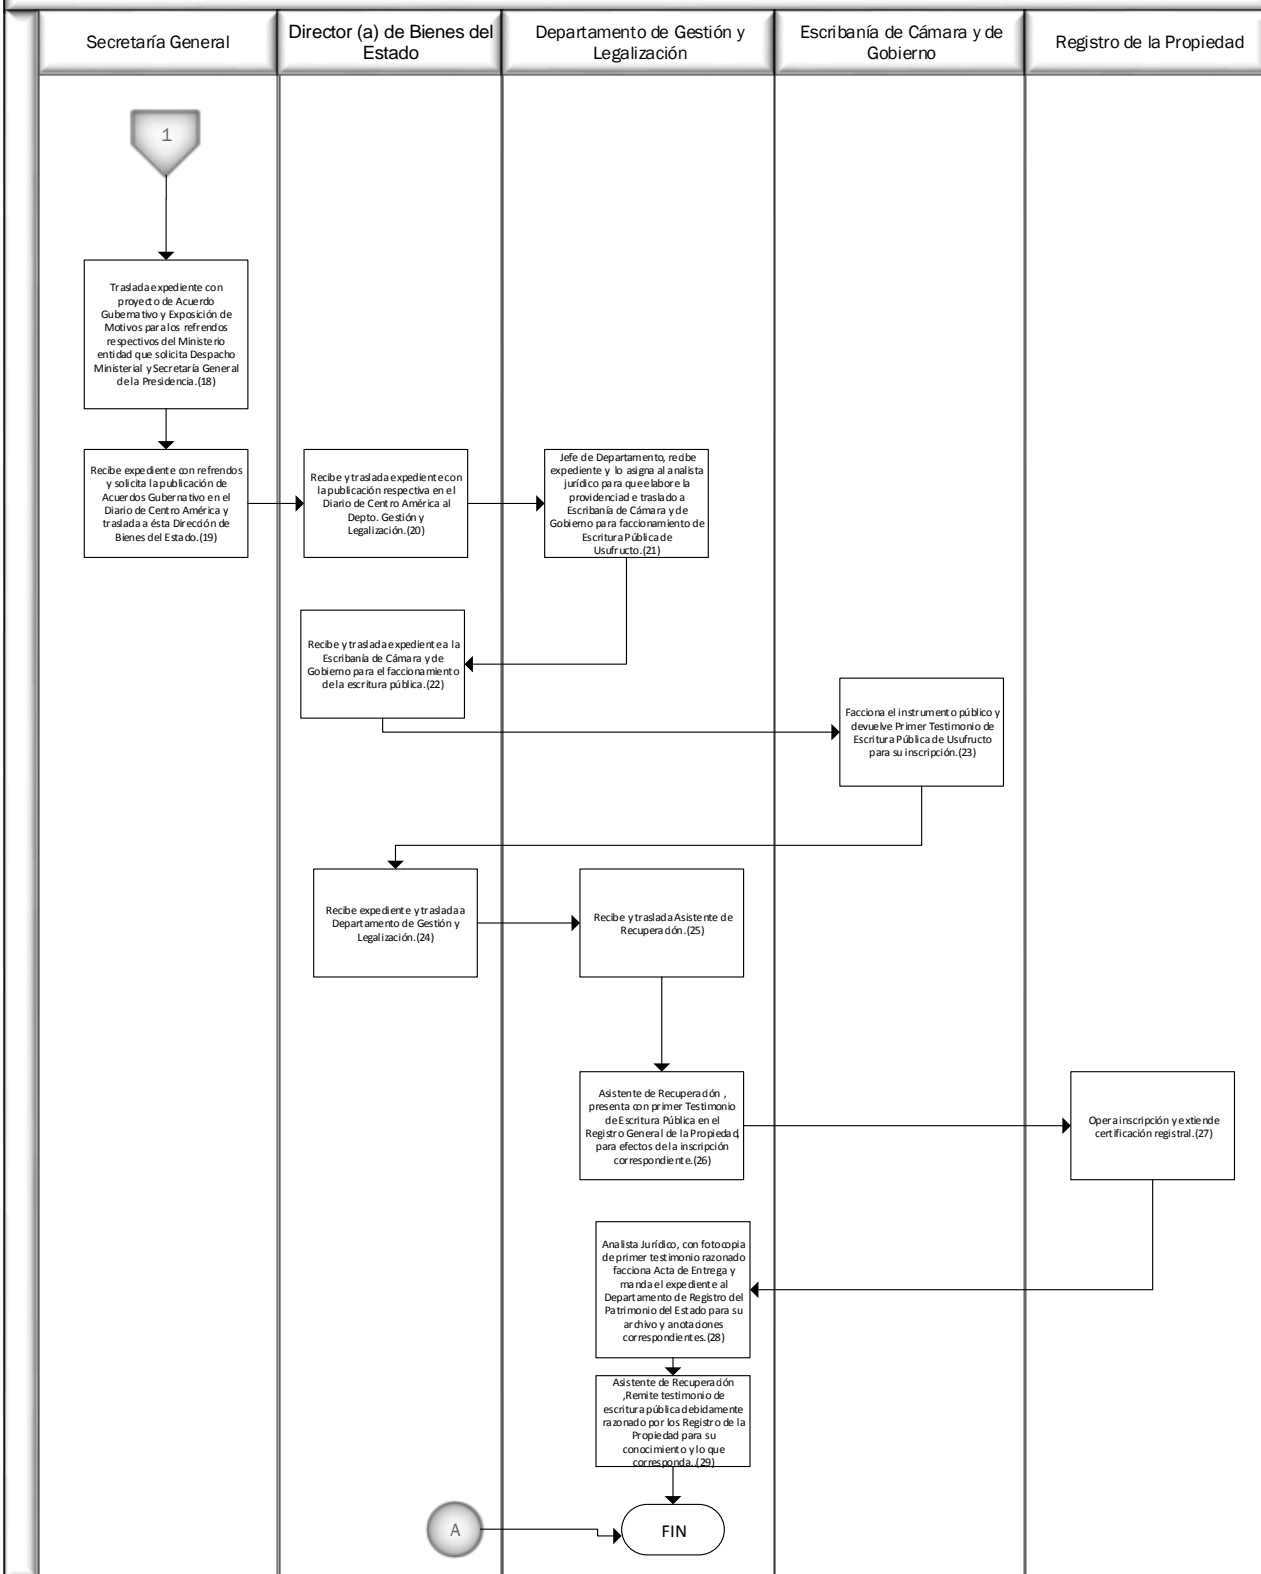 Secretaría General
Director (a) de Bienes del
Estado
Departamento de Gestión y
Legalización
Escribanía de Cámara y de
Gobierno
Registro de la Propiedad
1
Traslada expediente con
proyecto de Acuerdo
Gubernativo y Exposición de
Motivos para los refrendos
respectivos del Ministerio
entidad que solicita Despacho
Ministerial y Secretaría General
de la Presidencia.(18)
Recibe expediente con refrendos
y solicita la publicación de
Acuerdos Gubernativo en el
Diario de Centro América y
traslada a ésta Dirección de
Bienes del Estado.(19)
Recibe y traslada expediente con
la publicación respectiva en el
Diario de Centro América al
Depto. Gestión y
Legalización.(20)
Jefe de Departamento, recibe
expediente y lo asigna al analista
jurídico para que elabore la
providencia de traslado a
Escribanía de Cámara y de
Gobierno para faccionamiento de
Escritura Pública de
Usufructo.(21)
Recibe y traslada expediente a la
Escribanía de Cámara y de
Gobierno para el faccionamiento
de la escritura pública.(22)
Facciona el instrumento público y
devuelve Primer Testimonio de
Escritura Pública de Usufructo
para su inscripción.(23)
Recibe expediente y traslada a
Departamento de Gestión y
Legalización.(24)
Recibe y traslada Asistente de
Recuperación.(25)
Asistente de Recuperación ,
presenta con primer Testimonio
de Escritura Pública en el
Registro General de la Propiedad,
para efectos de la inscripción
correspondiente.(26)
Opera inscripción y extiende
certificación registral.(27)
Analista Jurídico, con fotocopia
de primer testimonio razonado
facciona Acta de Entrega y
manda el expediente al
Departamento de Registro del
Patrimonio del Estado para su
archivo y anotaciones
correspondientes.(28)
Asistente de Recuperación
,Remite testimonio de
escritura pública debidamente
razonado por los Registro de la
Propiedad para su
conocimiento y lo que
corresponda..(29)
A
FIN